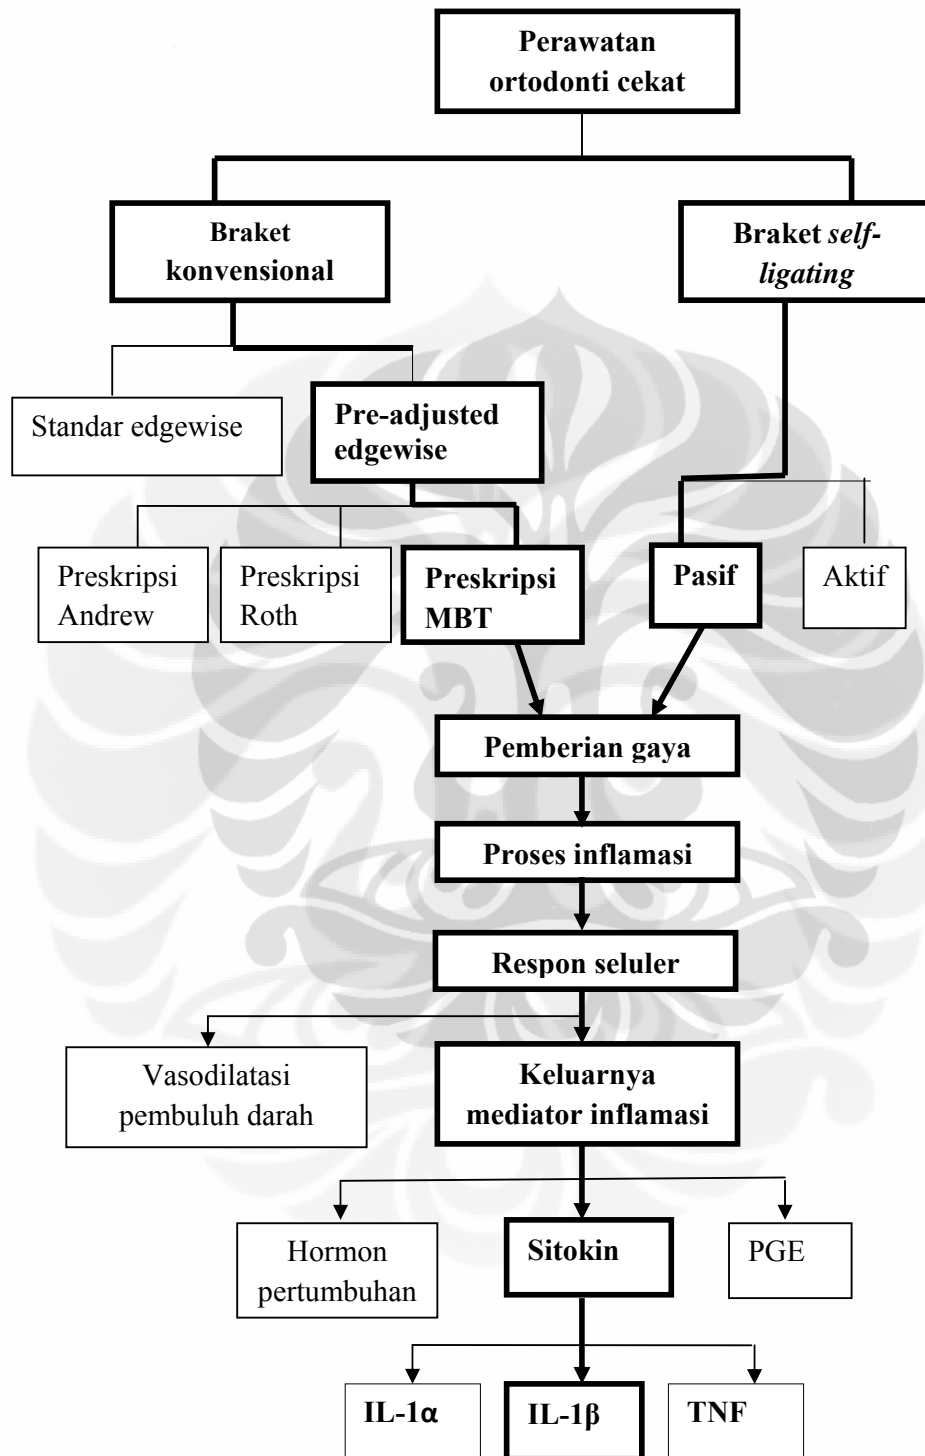 Perawatan
ortodonti cekat
Braket
konvensional
Braket self-
ligating
Standar edgewise
Pre-adjusted
edgewise
Preskripsi
Andrew
Preskripsi
Roth
Preskripsi
MBT
Pasif
Aktif
Pemberian gaya
Proses inflamasi
Respon seluler
Vasodilatasi
pembuluh darah
Keluarnya
mediator inflamasi
Hormon
pertumbuhan
Sitokin
PGE
IL-1α
IL-1β
TNF